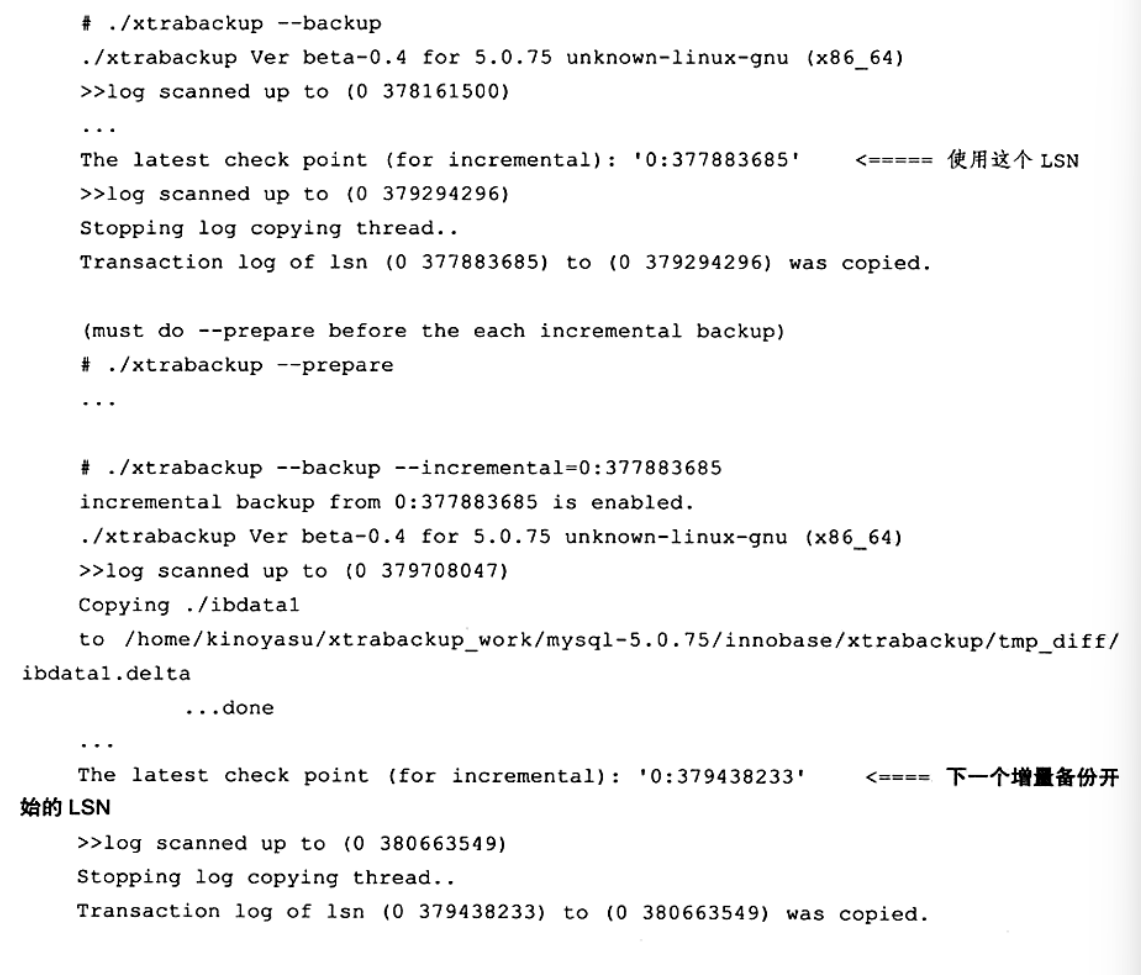 # ./xtrabackup --backup
./xtrabackup Ver beta-0.4 for 5.0.75 unknown-linux-gnu (x86_64)
>>log scanned up to (0 378161500)
...
The latest check point (for incremental): '0:377883685' <===== 使用这个 LSN
>>log scanned up to (0 379294296)
Stopping log copying thread..
Transaction log of lsn (0 377883685) to (0 379294296) was copied.
(must do --prepare before the each incremental backup)
# ./xtrabackup --prepare
...
# ./xtrabackup --backup --incremental=0:377883685
incremental backup from 0:377883685 is enabled.
./xtrabackup Ver beta-0.4 for 5.0.75 unknown-linux-gnu (x86_64)
>>log scanned up to (0 379708047)
Copying ./ibdata1
to /home/kinoyasu/xtrabackup_work/mysql-5.0.75/innobase/xtrabackup/tmp_diff/
ibdata1.delta
...done
...
The latest check point (for incremental): '0:379438233' <==== 下一个增量备份开
始的 LSN
>>log scanned up to (0 380663549)
Stopping log copying thread..
Transaction log of lsn (0 379438233) to (0 380663549) was copied.